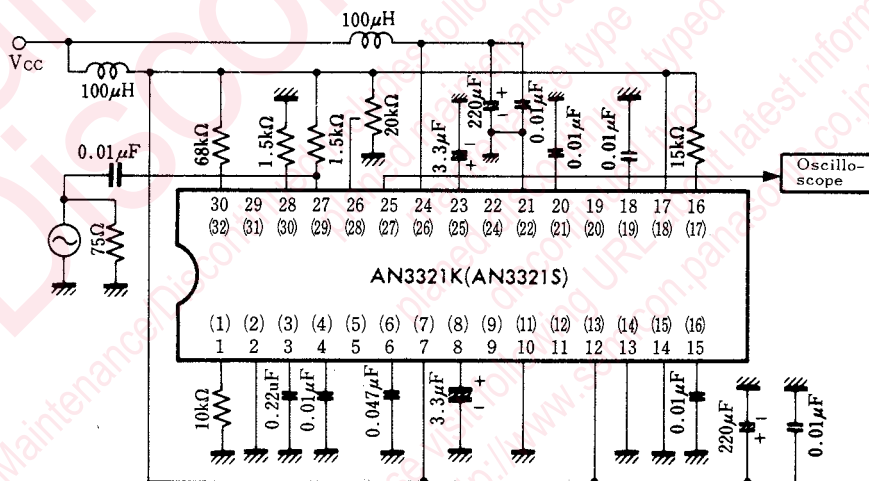 100μH
Vcc
100μH
0.01μF
68kΩ
1.5kΩ
1.5kΩ
20kΩ
3.3μF
+
-
220μF
+
-
0.01μF
0.01μF
0.01μF
15kΩ
Oscillo-
scope
75Ω
30 29 28 27 26 25 24 23 22 21 20 19 18 17 16
(32) (31) (30) (29) (28) (27) (26) (25) (24) (22) (21) (20) (19) (18) (17)
AN3321K(AN3321S)
(1) (2) (3) (4) (5) (6) (7) (8) (9) (11) (12) (13) (14) (15) (16)
1 2 3 4 5 6 7 8 9 10 11 12 13 14 15
10kΩ
0.22uF
0.01μF
0.047μF
3.3μF
+
-
0.01μF
220μF
-
+
0.01μF
Maintenance/Discon